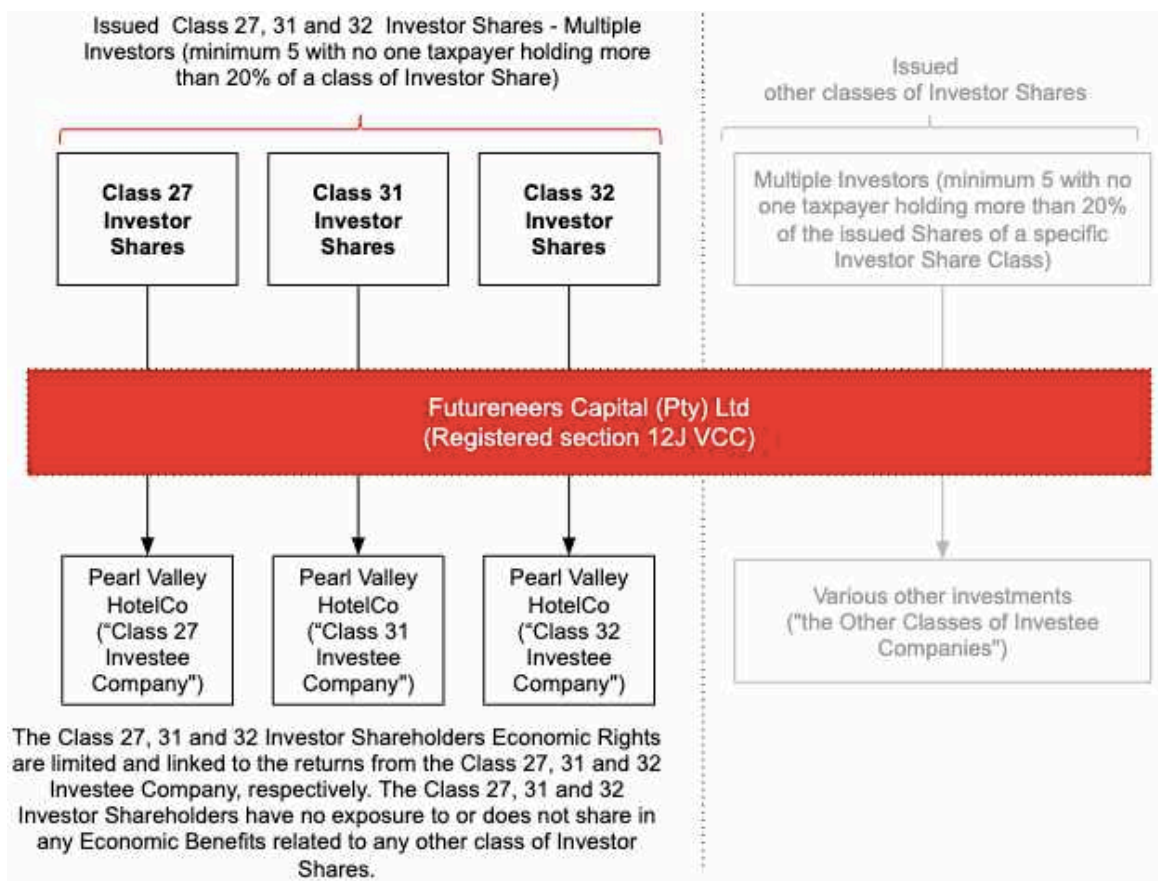 Issued Class 27, 31 and 32 Investor Shares - Multiple
Investors (minimum 5 with no one taxpayer holding more
than 20% of a class of Investor Share)
Issued
other classes of Investor Shares
Class 27
Investor
Shares
Class 31
Investor
Shares
Class 32
Investor
Shares
Multiple Investors (minimum 5 with no
one taxpayer holding more than 20%
of the issued Shares of a specific
Investor Share Class)
Futureneers Capital (Pty) Ltd
(Registered section 12J VCC)
Pearl Valley
HotelCo
(“Class 27
Investee
Company")
Pearl Valley
HotelCo
(“Class 31
Investee
Company")
Pearl Valley
HotelCo
(“Class 32
Investee
Company")
Various other investments
("the Other Classes of Investee
Companies")
The Class 27, 31 and 32 Investor Shareholders Economic Rights
are limited and linked to the returns from the Class 27, 31 and 32
Investee Company, respectively. The Class 27, 31 and 32
Investor Shareholders have no exposure to or does not share in
any Economic Benefits related to any other class of Investor
Shares.